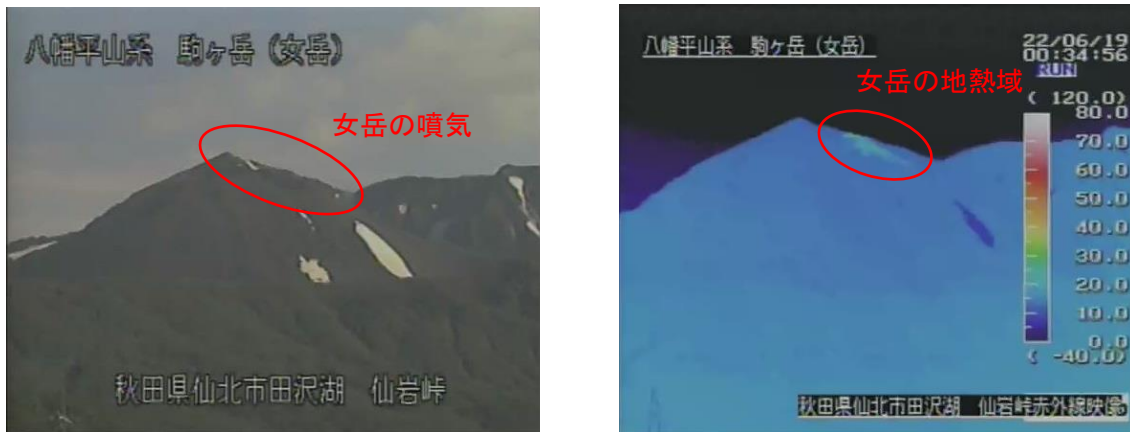 八幡平山系 駒ヶ岳（女岳）
女岳の噴気
秋田県仙北市田沢湖 仙岩峠
八幡平山系 駒ヶ岳（女岳）
22/06/19
00:34:56
RUN
女岳の地熱域
( 120.0)
80.0
70.0
60.0
50.0
40.0
30.0
20.0
10.0
0.0
( -40.0)
秋田県仙北市田沢湖 仙岩峠赤外線映像